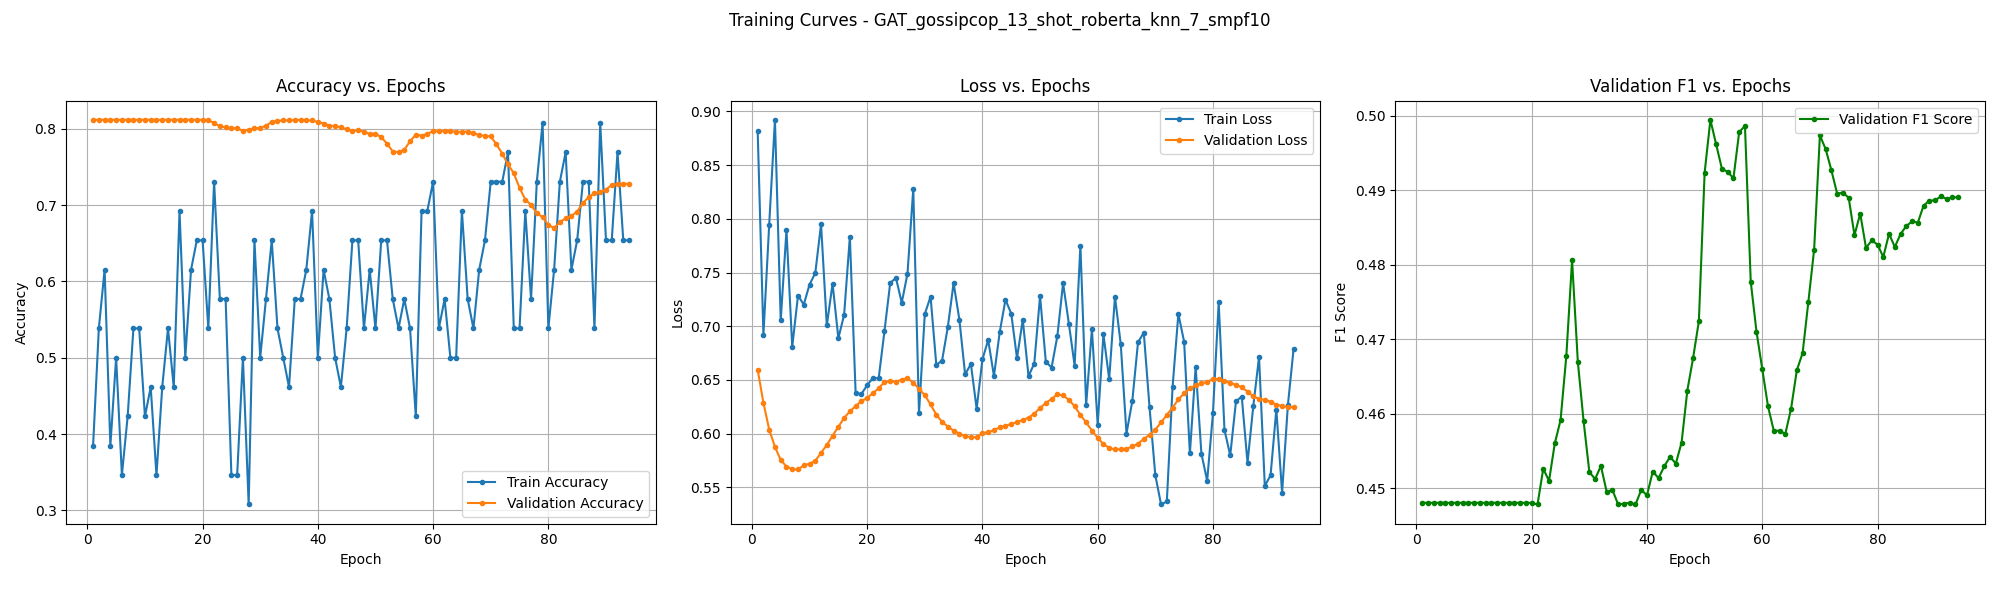 Training Curves - GAT_gossipcop_13_shot_roberta_knn_7_smpf10
Accuracy vs. Epochs
Accuracy
0.8
0.7
0.6
0.5
0.4
0.3
Train Accuracy
Validation Accuracy
0
20
40
60
80
Epoch
Loss vs. Epochs
Loss
0.90
0.85
0.80
0.75
0.70
0.65
0.60
0.55
Train Loss
Validation Loss
0
20
40
60
80
Epoch
Validation F1 vs. Epochs
F1 Score
0.50
0.49
0.48
0.47
0.46
0.45
Validation F1 Score
0
20
40
60
80
Epoch